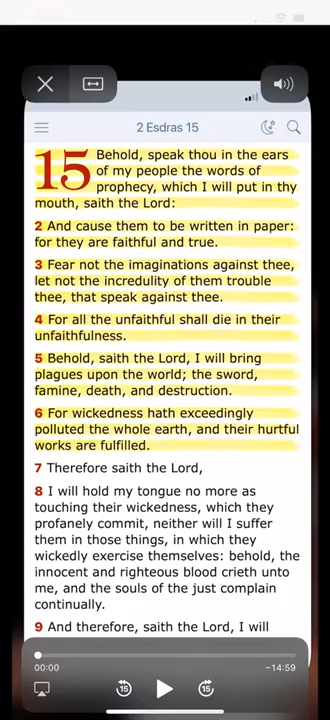 2 Esdras 15
15 Behold, speak thou in the ears
of my people the words of
prophecy, which I will put in thy
mouth, saith the Lord:
2 And cause them to be written in paper:
for they are faithful and true.
3 Fear not the imaginations against thee,
let not the incredulity of them trouble
thee, that speak against thee.
4 For all the unfaithful shall die in their
unfaithfulness.
5 Behold, saith the Lord, I will bring
plagues upon the world; the sword,
famine, death, and destruction.
6 For wickedness hath exceedingly
polluted the whole earth, and their hurtful
works are fulfilled.
7 Therefore saith the Lord,
8 I will hold my tongue no more as
touching their wickedness, which they
profanely commit, neither will I suffer
them in those things, in which they
wickedly exercise themselves: behold, the
innocent and righteous blood crieth unto
me, and the souls of the just complain
continually.
9 And therefore, saith the Lord, I will
00:00
-14:59
15
15